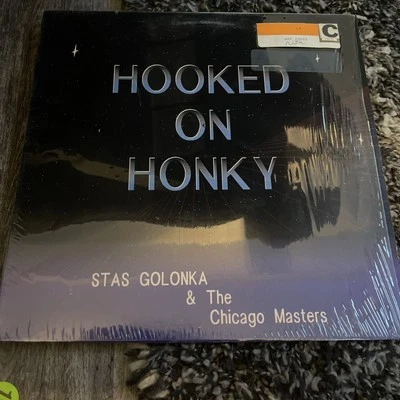 C
HOOKED
ON
HONKY
STAS GOLONKA
& The
Chicago Masters